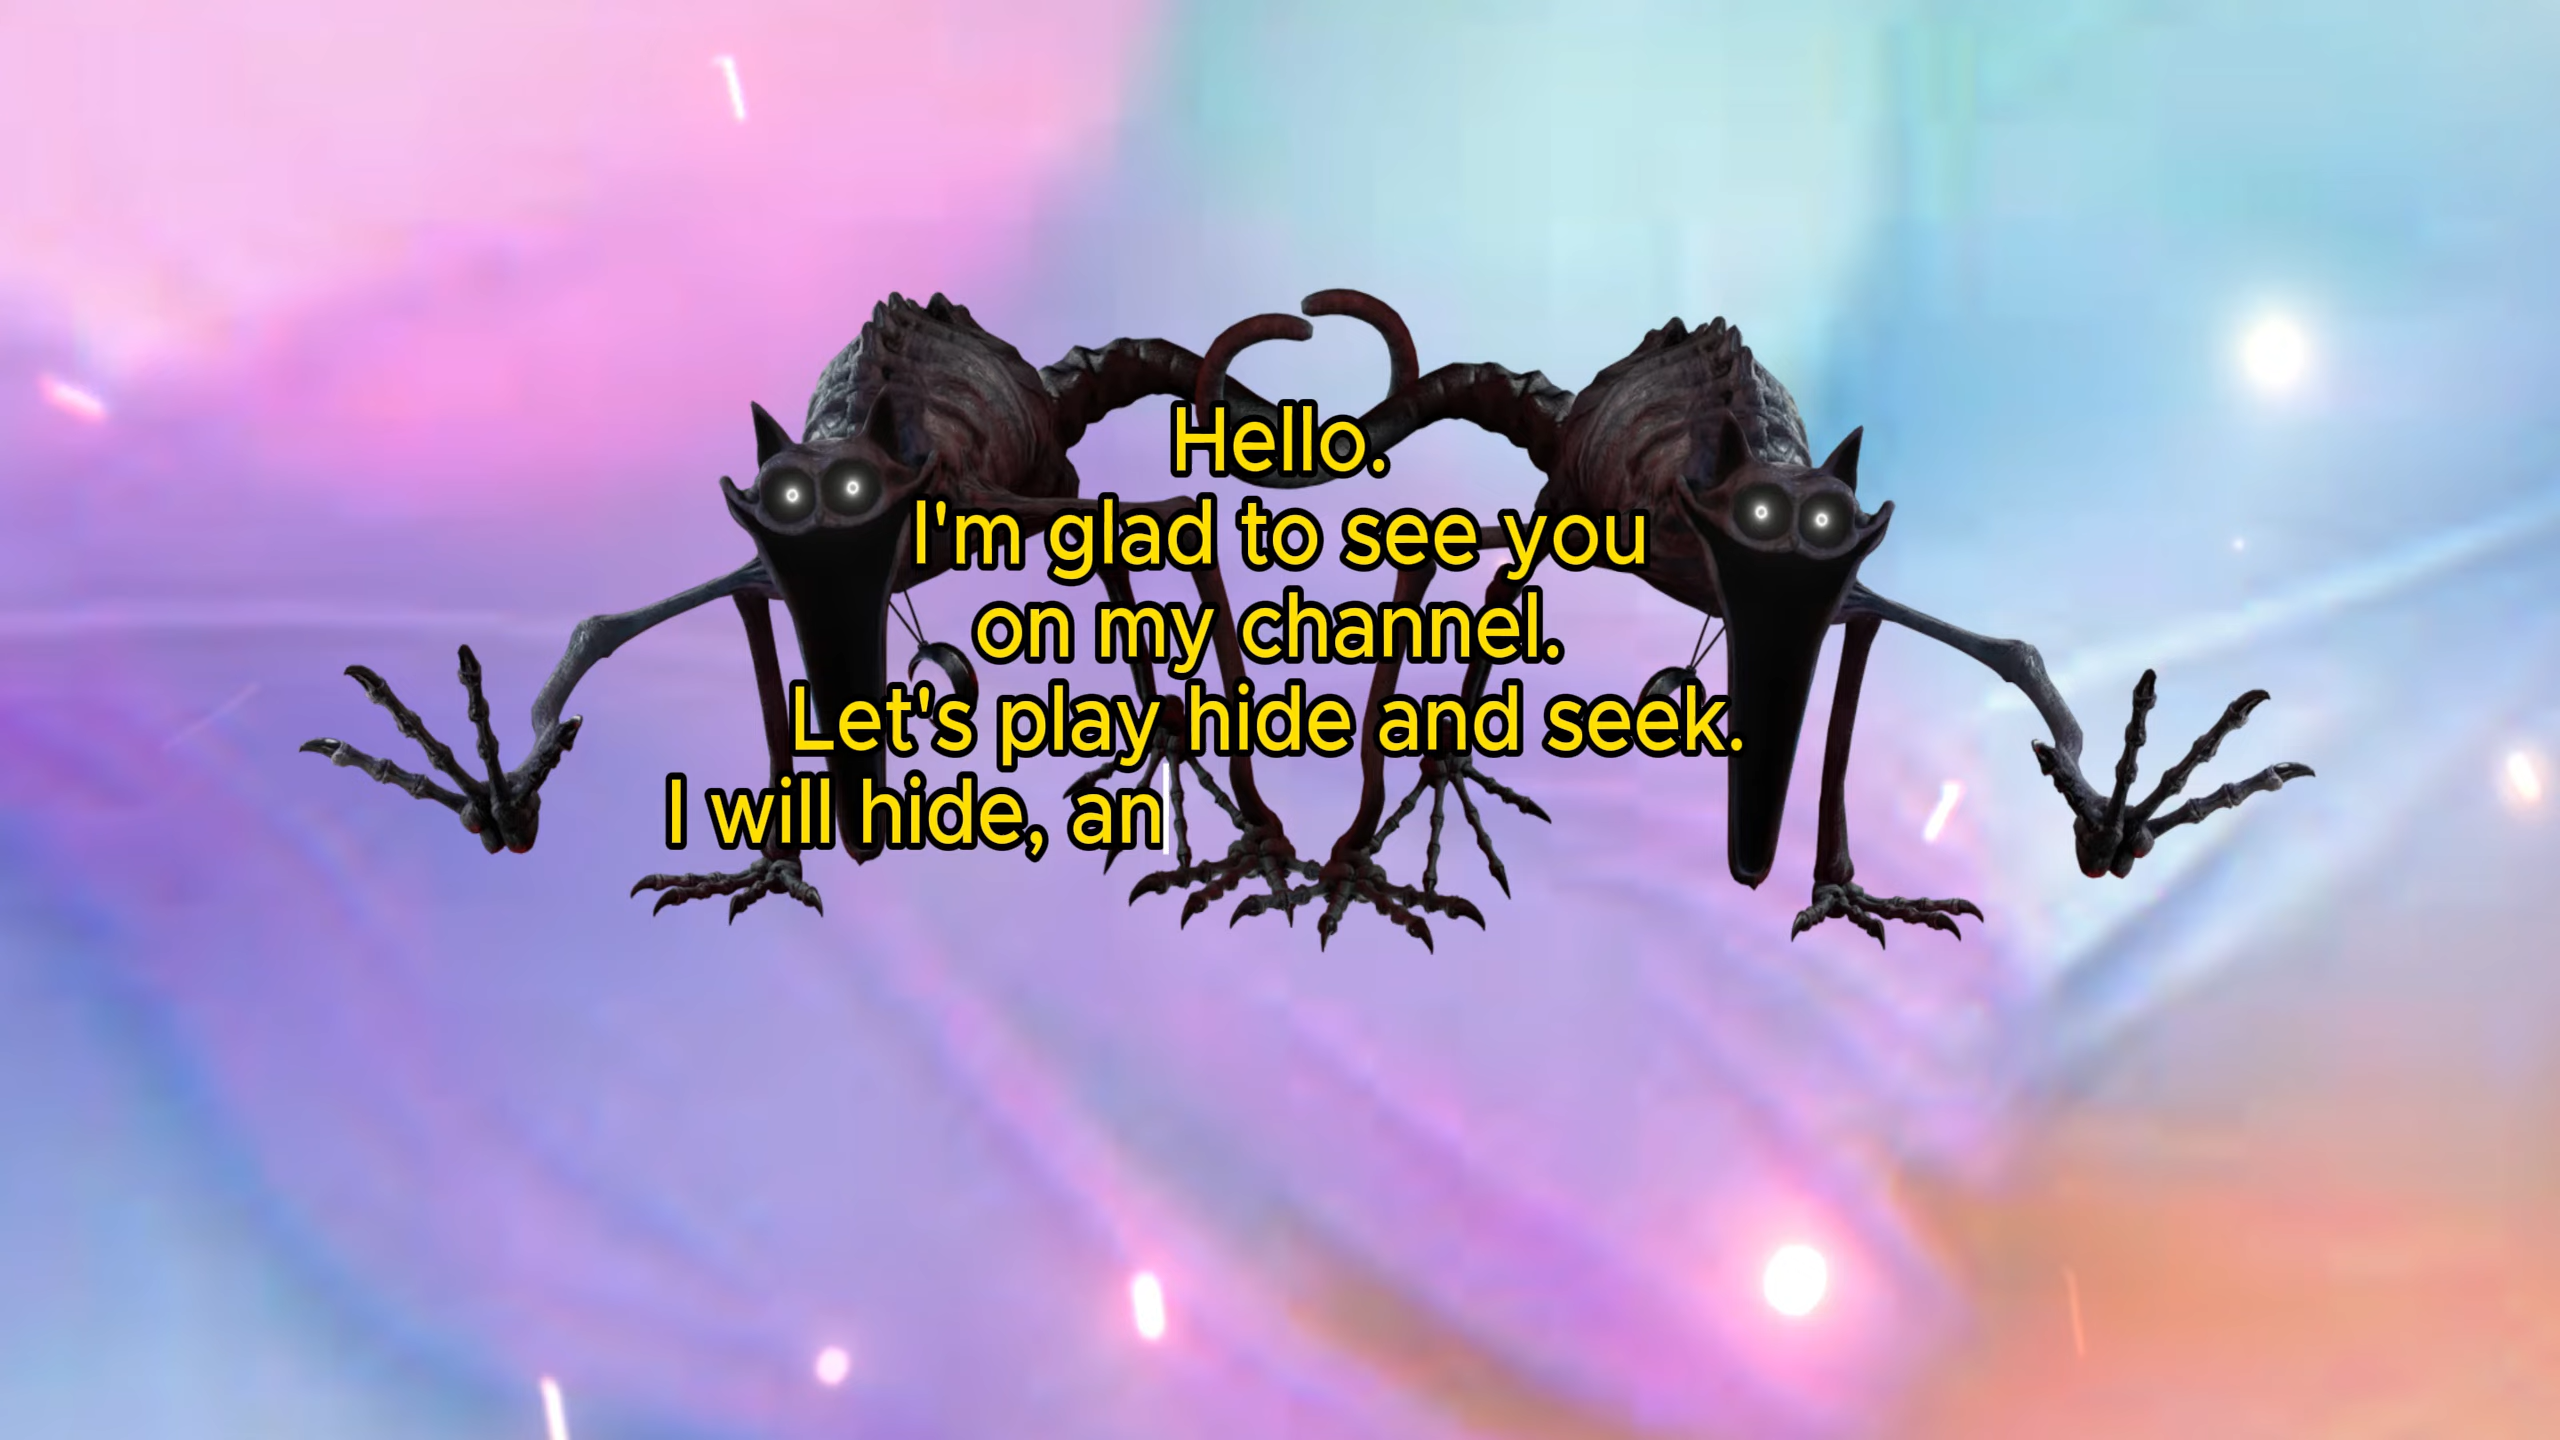 Hello.
I'm glad to see you
on my channel.
Let's play hide and seek.
I will hide, an